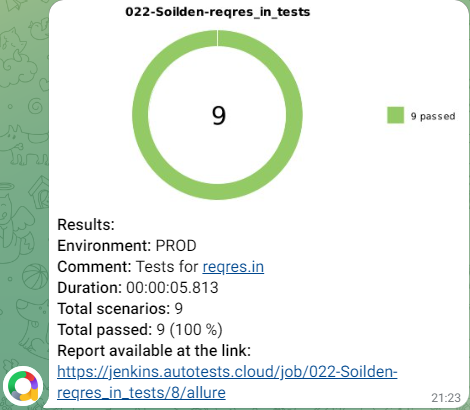 022-Soilden-reqres_in_tests
9
9 passed
Results:
Environment: PROD
Comment: Tests for reqres.in
Duration: 00:00:05.813
Total scenarios: 9
Total passed: 9 (100 %)
Report available at the link:
https://jenkins.autotests.cloud/job/022-Soilden-
reqres_in_tests/8/allure
21:23